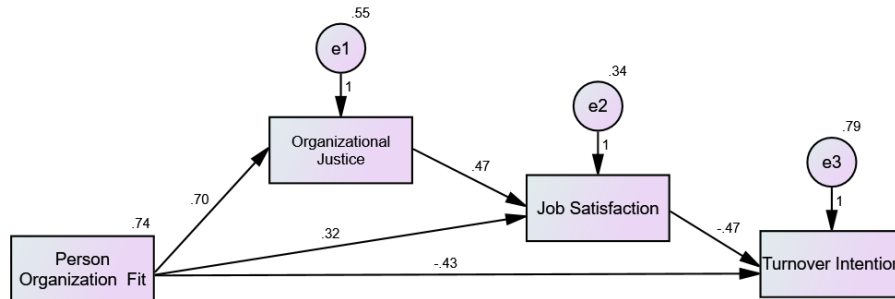 .55
e1
1
.34
e2
1
.79
e3
1
Organizational
Justice
.47
.70
Job Satisfaction
.74
.32
-.47
Person
Organization Fit
-.43
Turnover Intention